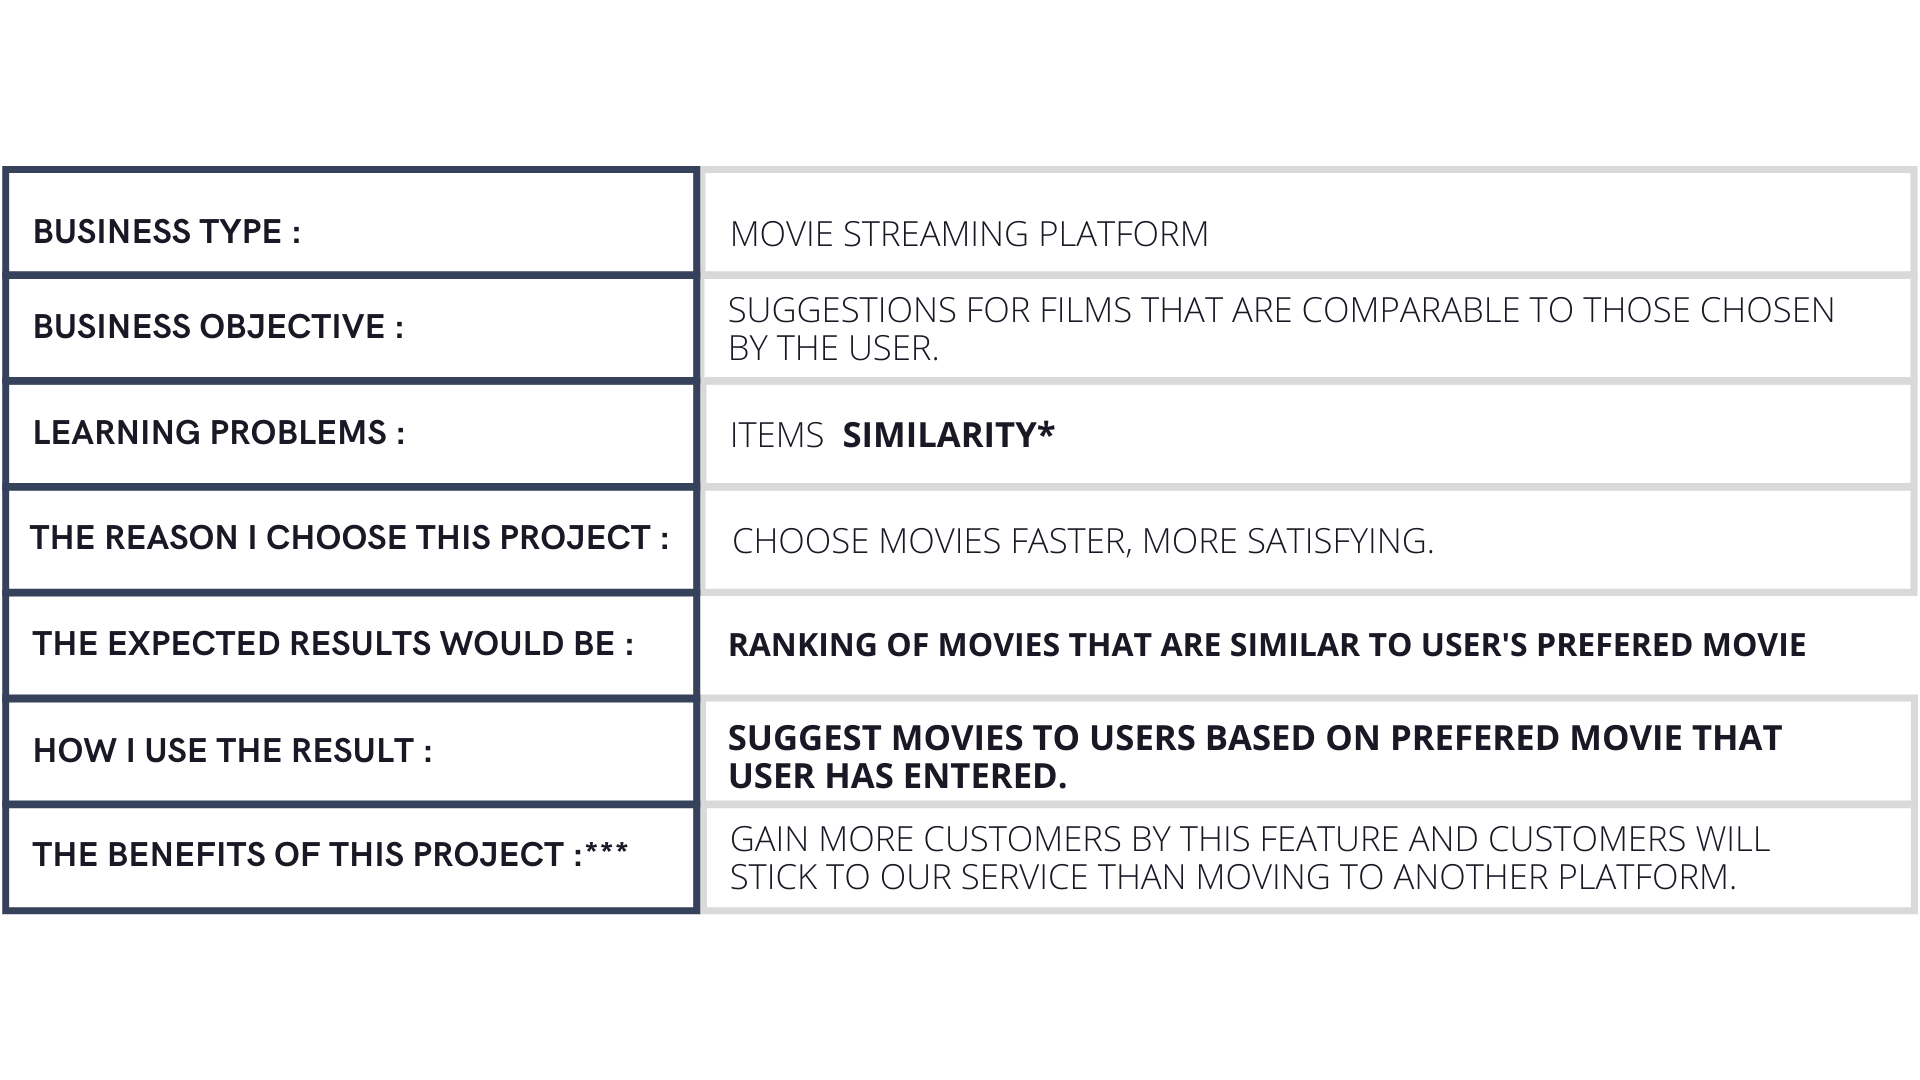 BUSINESS TYPE :
MOVIE STREAMING PLATFORM
BUSINESS OBJECTIVE :
SUGGESTIONS FOR FILMS THAT ARE COMPARABLE TO THOSE CHOSEN
BY THE USER.
LEARNING PROBLEMS :
ITEMS SIMILARITY*
THE REASON I CHOOSE THIS PROJECT :
CHOOSE MOVIES FASTER, MORE SATISFYING.
THE EXPECTED RESULTS WOULD BE :
RANKING OF MOVIES THAT ARE SIMILAR TO USER'S PREFERED MOVIE
HOW I USE THE RESULT :
SUGGEST MOVIES TO USERS BASED ON PREFERED MOVIE THAT
USER HAS ENTERED.
THE BENEFITS OF THIS PROJECT :***
GAIN MORE CUSTOMERS BY THIS FEATURE AND CUSTOMERS WILL
STICK TO OUR SERVICE THAN MOVING TO ANOTHER PLATFORM.